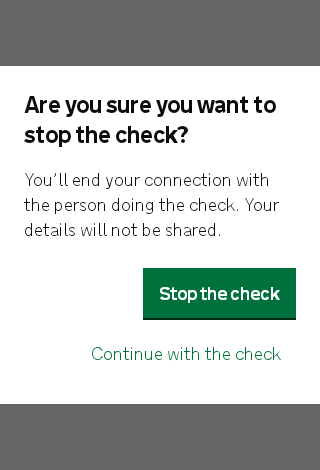 Are you sure you want to
stop the check?
You'll end your connection with
the person doing the check. Your
details will not be shared.
Stop the check
Continue with the check